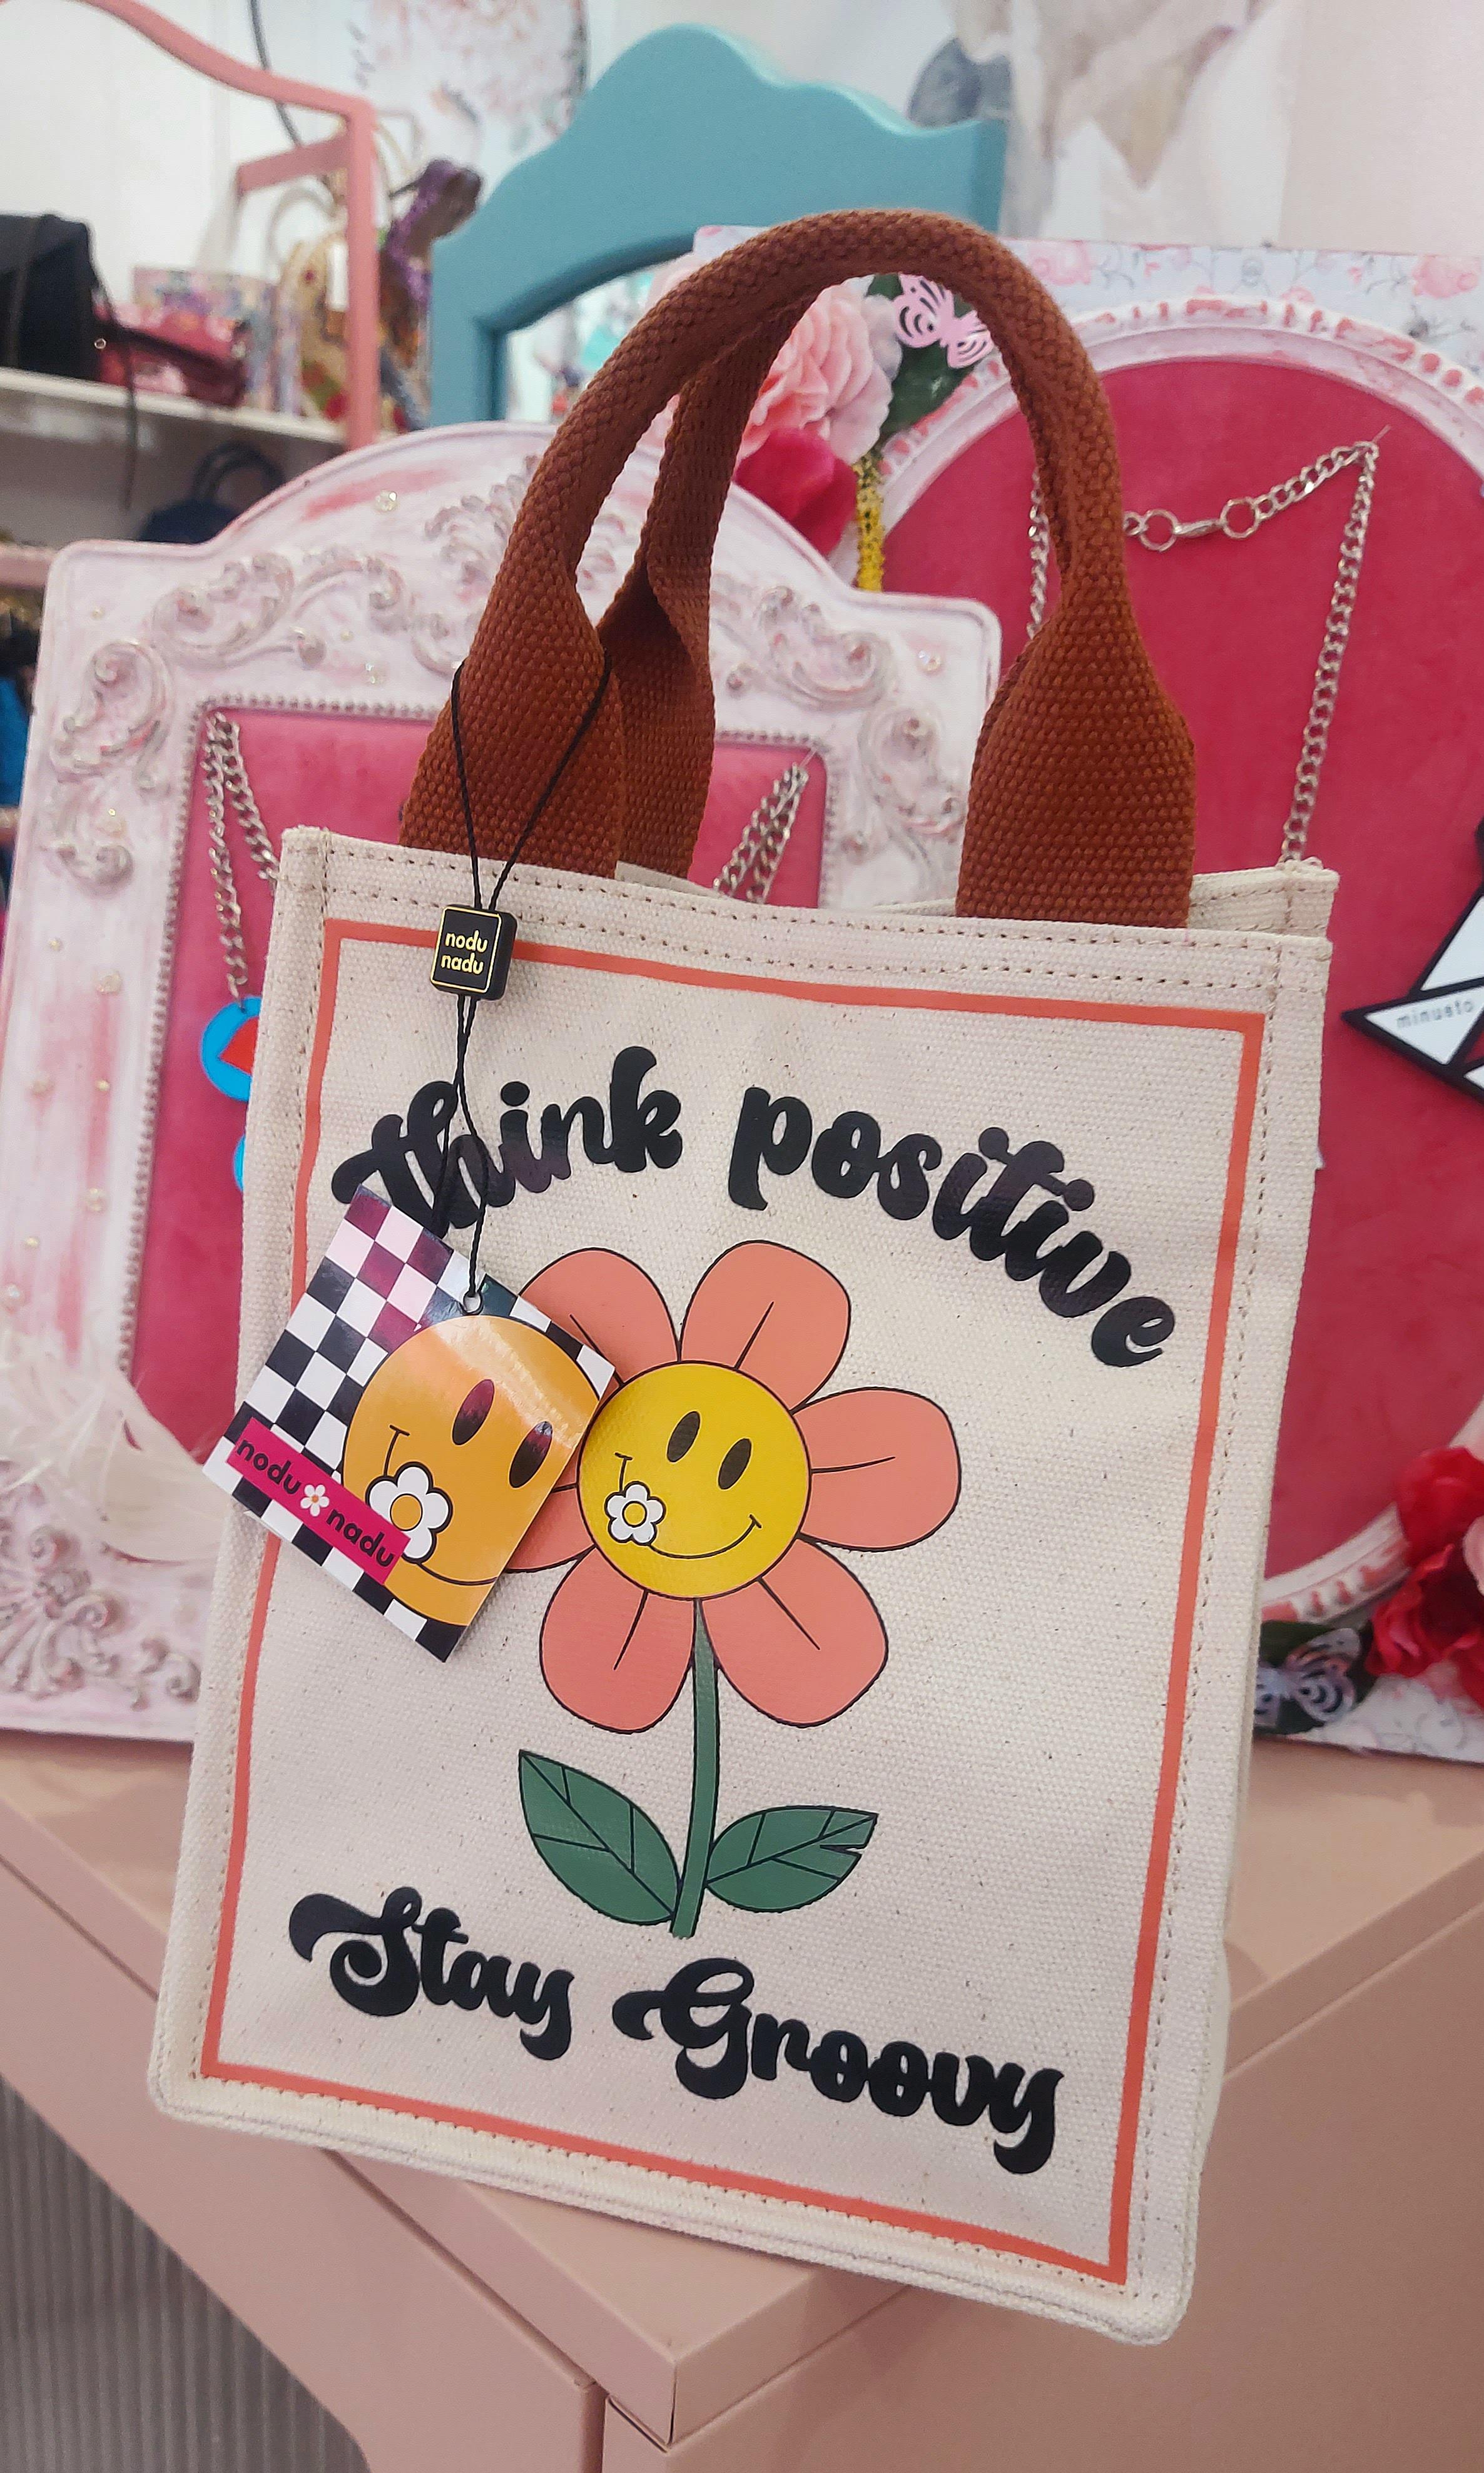 nodu
nadu
think positive
nodu nadu
Stay Groovy
minueto